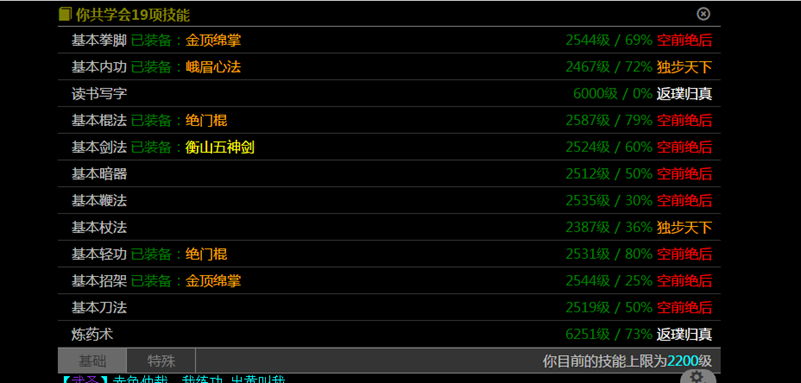 你共学会19项技能
基本拳脚 已装备：金顶绵掌 2544级 / 69% 空前绝后
基本内功 已装备：峨眉心法 2467级 / 72% 独步天下
读书写字 6000级 / 0% 返璞归真
基本棍法 已装备：绝门棍 2587级 / 79% 空前绝后
基本剑法 已装备：衡山五神剑 2524级 / 60% 空前绝后
基本暗器 2512级 / 50% 空前绝后
基本鞭法 2535级 / 30% 空前绝后
基本杖法 2387级 / 36% 独步天下
基本轻功 已装备：绝门棍 2531级 / 80% 空前绝后
基本招架 已装备：金顶绵掌 2544级 / 25% 空前绝后
基本刀法 2519级 / 50% 空前绝后
炼药术 6251级 / 73% 返璞归真
基础 特殊 你目前的技能上限为2200级